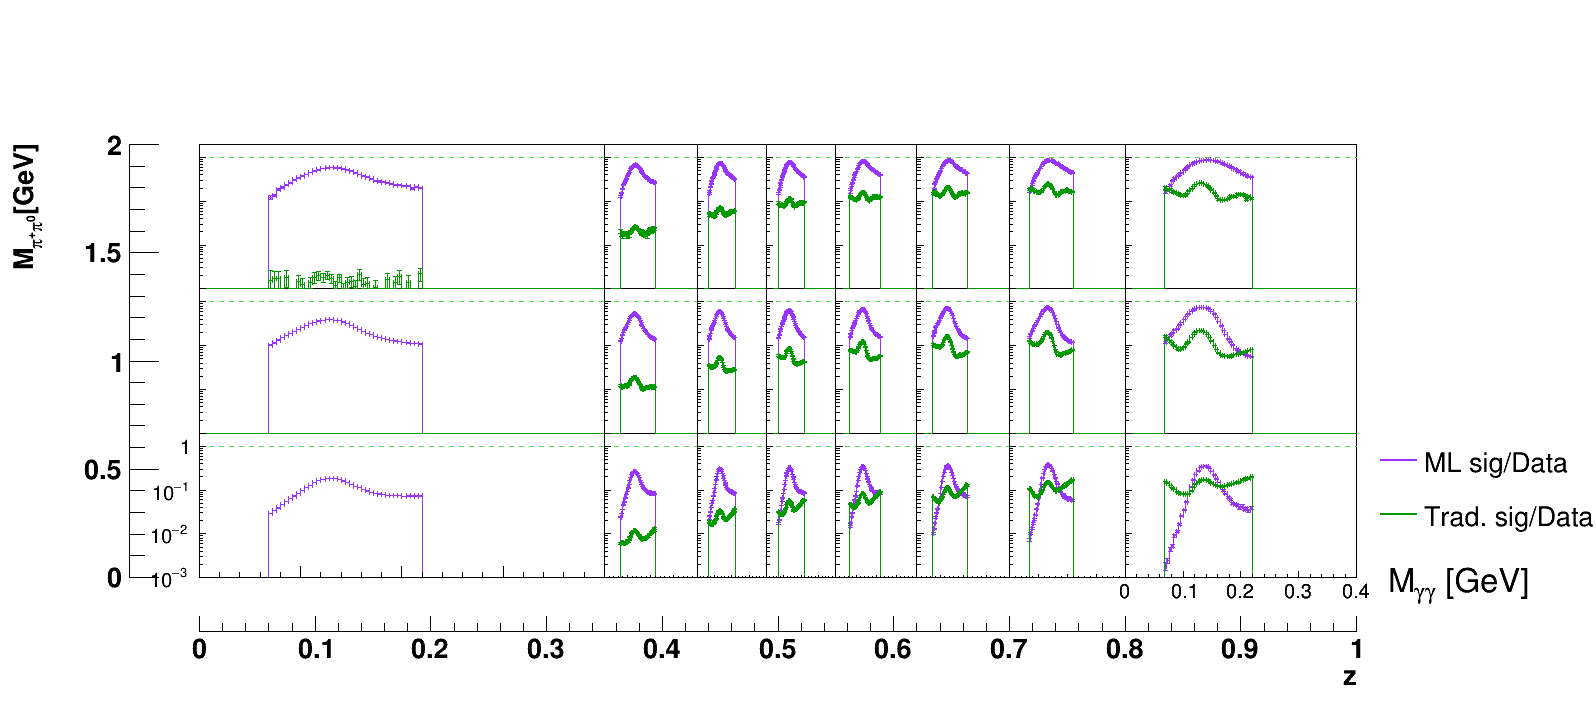 M_{π⁺π⁰}[GeV]
2
1.5
1
0.5
0
1
10⁻¹
10⁻²
10⁻³
ML sig/Data
Trad. sig/Data
0 0.1 0.2 0.3 0.4
M_{γγ} [GeV]
0 0.1 0.2 0.3 0.4 0.5 0.6 0.7 0.8 0.9 1
z